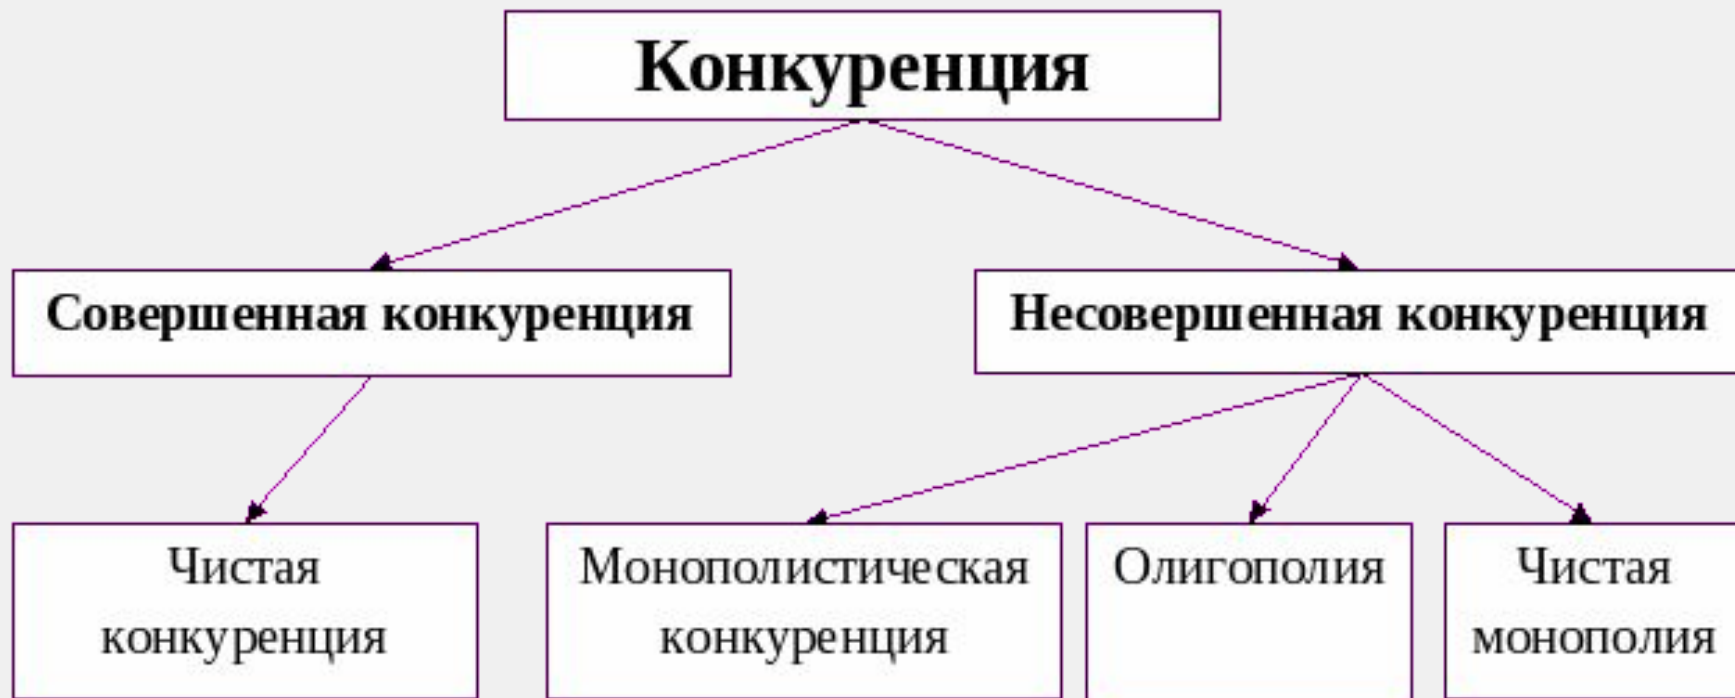 Конкуренция
Совершенная конкуренция
Несовершенная конкуренция
Чистая
конкуренция
Монополистическая
конкуренция
Олигополия
Чистая
монополия